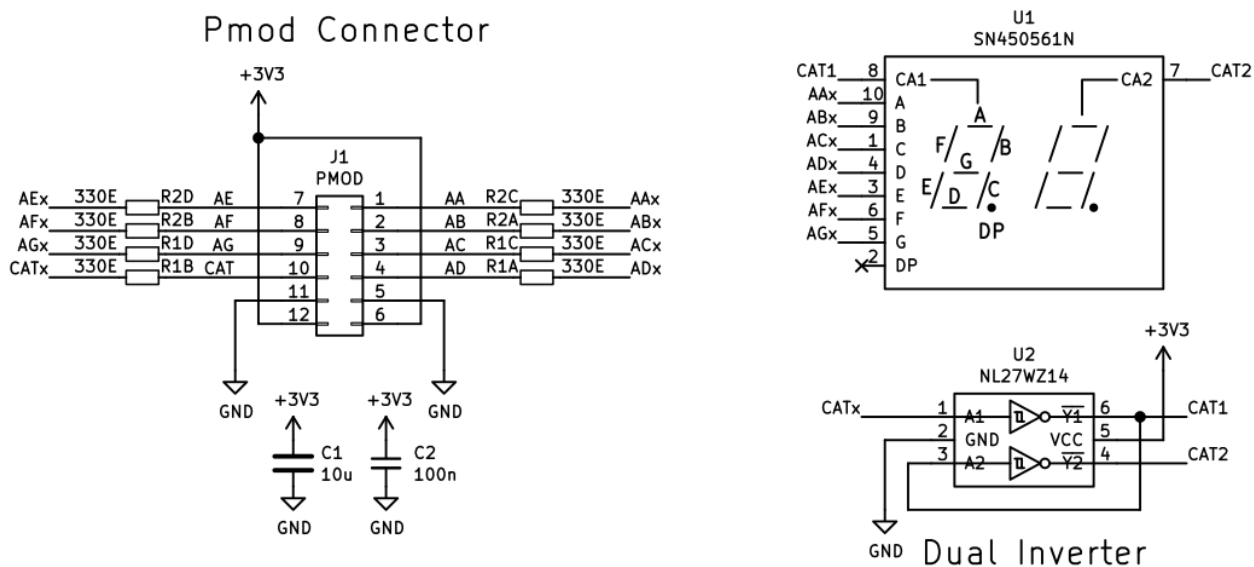 Pmod Connector
+3V3
J1
PMOD
AEx 330E R2D AE 7 1 AA R2C 330E AAx
AFx 330E R2B AF 8 2 AB R2A 330E ABx
AGx 330E R1D AG 9 3 AC R1C 330E ACx
CATx 330E R1B CAT 10 4 AD R1A 330E ADx
11 5
12 6
GND
GND
+3V3
C1
10u
GND
+3V3
C2
100n
GND
U1
SN450561N
CAT1 8 CA1 CA2 7 CAT2
AAx 10 A
ABx 9 B
ACx 1 C
ADx 4 D
AEx 3 E
AFx 6 F
AGx 5 G
2 DP
A
F B
G
E D C
DP
+3V3
U2
NL27WZ14
CATx 1 A1 Y1 6 CAT1
2 GND VCC 5
3 A2 Y2 4 CAT2
GND
Dual Inverter